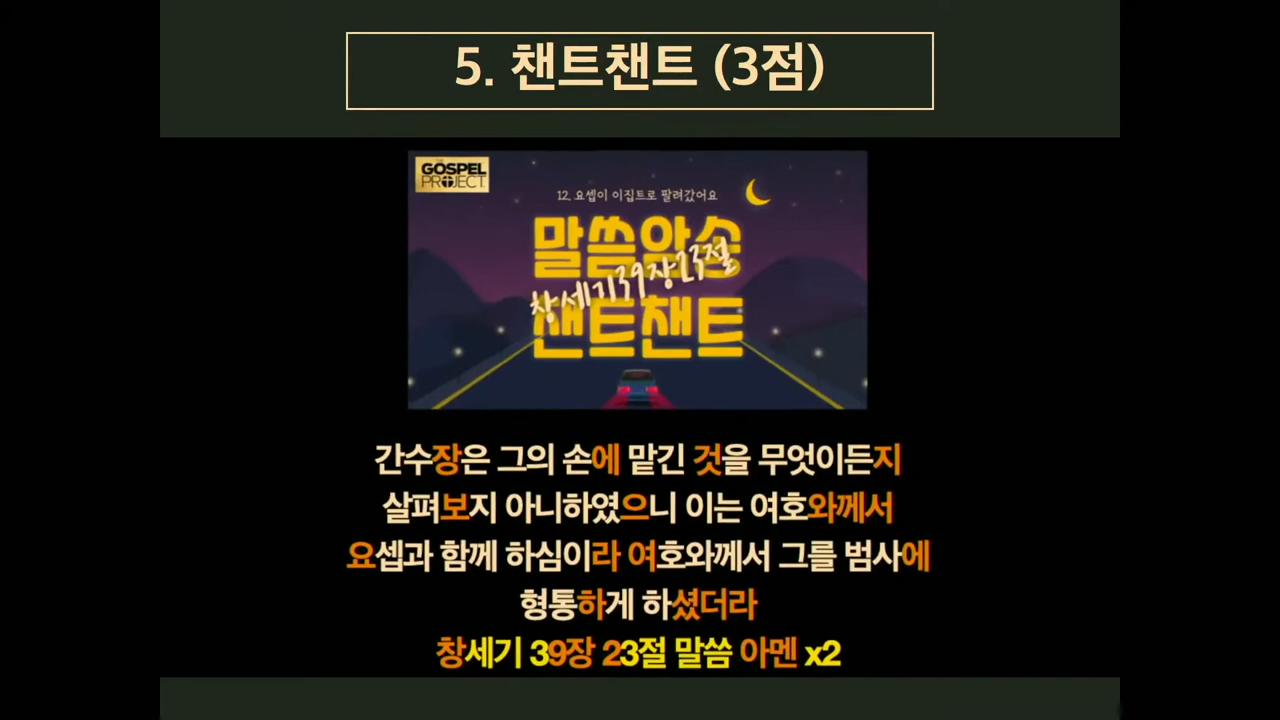 5. 챈트챈트 (3점)
THE
GOSPEL
PROJECT
12. 요셉이 이집트로 팔려갔어요
말씀암송
창세기39장23절
챈트챈트
간수장은 그의 손에 맡긴 것을 무엇이든지
살펴보지 아니하였으니 이는 여호와께서
요셉과 함께 하심이라 여호와께서 그를 범사에
형통하게 하셨더라
창세기 39장 23절 말씀 아멘 x2